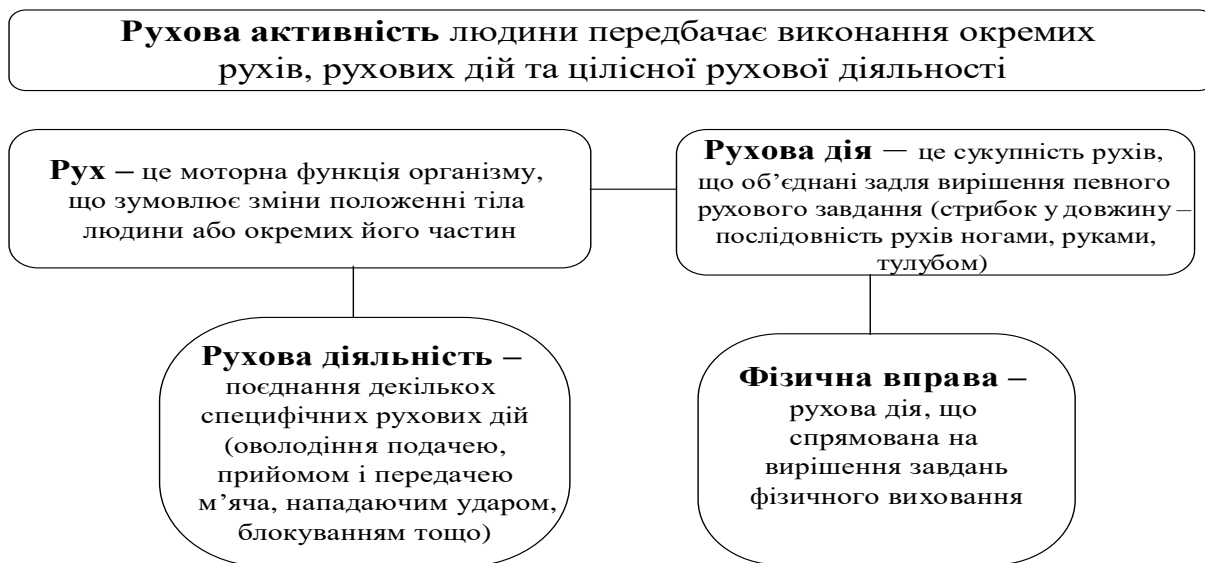 Рухова активність людини передбачає виконання окремих
рухів, рухових дій та цілісної рухової діяльності
Рух – це моторна функція організму,
що зумовлює зміни положенні тіла
людини або окремих його частин
Рухова дія — це сукупність рухів,
що об’єднані задля вирішення певного
рухового завдання (стрибок у довжину –
послідовність рухів ногами, руками,
тулубом)
Рухова діяльність –
поєднання декількох
специфічних рухових дій
(оволодіння подачею,
прийомом і передачею
м’яча, нападаючим ударом,
блокуванням тощо)
Фізична вправа –
рухова дія, що
спрямована на
вирішення завдань
фізичного виховання